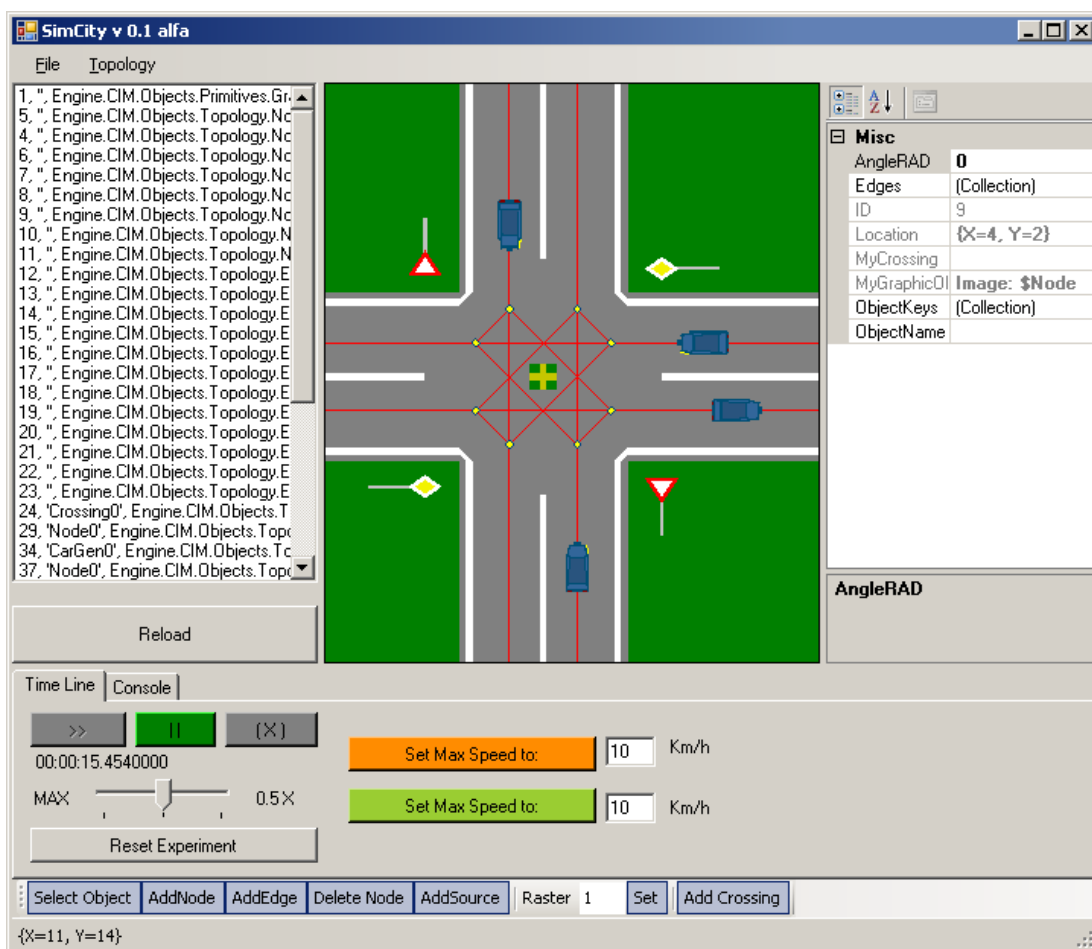 SimCity v 0.1 alfa
File Topology
1, '', Engine.CIM.Objects.Primitives.Gr
5, '', Engine.CIM.Objects.Topology.Nc
4, '', Engine.CIM.Objects.Topology.Nc
6, '', Engine.CIM.Objects.Topology.Nc
7, '', Engine.CIM.Objects.Topology.Nc
8, '', Engine.CIM.Objects.Topology.Nc
9, '', Engine.CIM.Objects.Topology.Nc
10, '', Engine.CIM.Objects.Topology.N
11, '', Engine.CIM.Objects.Topology.N
12, '', Engine.CIM.Objects.Topology.E
13, '', Engine.CIM.Objects.Topology.E
14, '', Engine.CIM.Objects.Topology.E
15, '', Engine.CIM.Objects.Topology.E
16, '', Engine.CIM.Objects.Topology.E
17, '', Engine.CIM.Objects.Topology.E
18, '', Engine.CIM.Objects.Topology.E
19, '', Engine.CIM.Objects.Topology.E
20, '', Engine.CIM.Objects.Topology.E
21, '', Engine.CIM.Objects.Topology.E
22, '', Engine.CIM.Objects.Topology.E
23, '', Engine.CIM.Objects.Topology.E
24, 'Crossing0', Engine.CIM.Objects.T
29, 'Node0', Engine.CIM.Objects.Topo
34, 'CarGen0', Engine.CIM.Objects.To
37, 'Node0', Engine.CIM.Objects.Topo
Reload
Misc
AngleRAD 0
Edges (Collection)
ID 9
Location {X=4, Y=2}
MyCrossing
MyGraphicOl Image: $Node
ObjectKeys (Collection)
ObjectName
AngleRAD
Time Line Console
>> || (X)
00:00:15.4540000
MAX 0.5 X
Reset Experiment
Set Max Speed to: 10 Km/h
Set Max Speed to: 10 Km/h
Select Object AddNode AddEdge Delete Node AddSource Raster 1 Set Add Crossing
{X=11, Y=14}